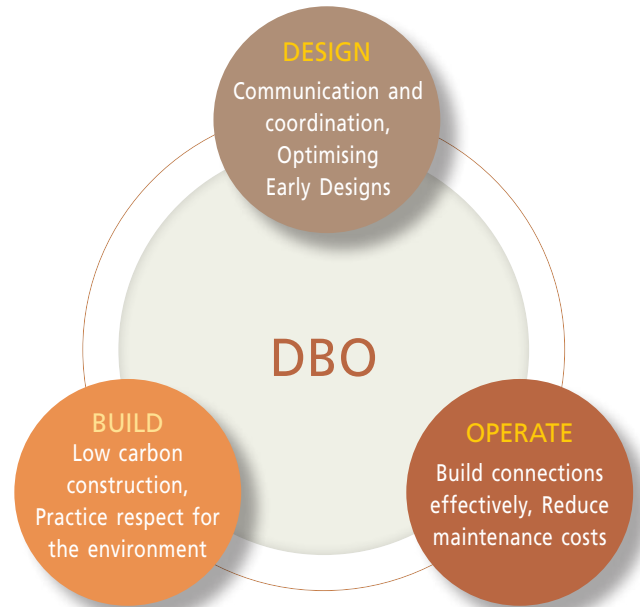 DESIGN
Communication and
coordination,
Optimising
Early Designs
DBO
BUILD
Low carbon
construction,
Practice respect for
the environment
OPERATE
Build connections
effectively, Reduce
maintenance costs